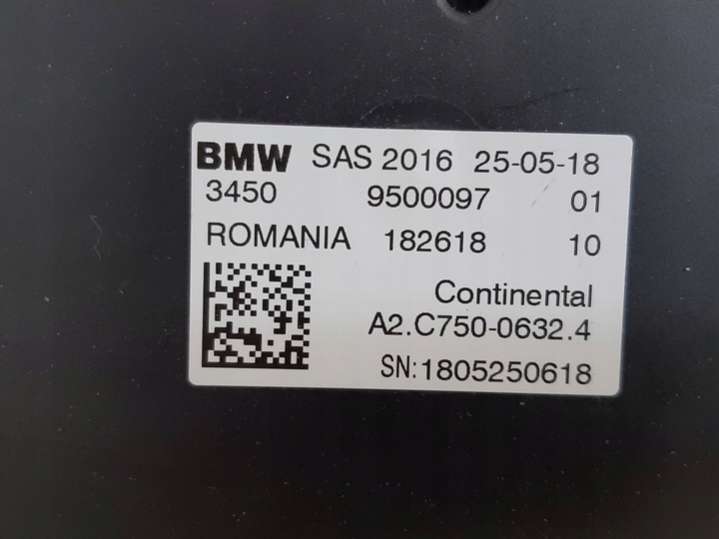 BMW SAS 2016 25-05-18
3450 9500097 01
ROMANIA 182618 10
Continental
A2.C750-0632.4
SN:1805250618